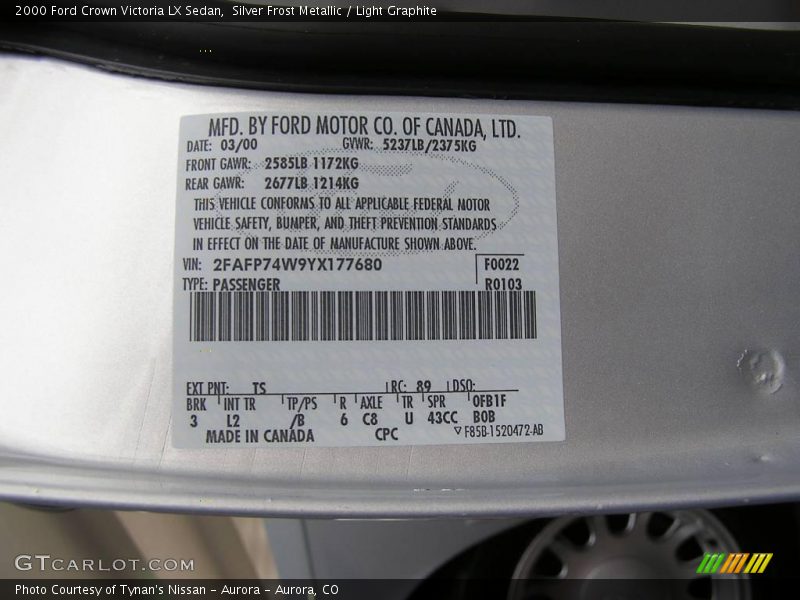 2000 Ford Crown Victoria LX Sedan,  Silver Frost Metallic / Light Graphite
MFD. BY FORD MOTOR CO. OF CANADA, LTD.
DATE: 03/00 GVWR: 5237LB/2375KG
FRONT GAWR: 2585LB 1172KG
REAR GAWR: 2677LB 1214KG
THIS VEHICLE CONFORMS TO ALL APPLICABLE FEDERAL MOTOR
VEHICLE SAFETY, BUMPER, AND THEFT PREVENTION STANDARDS
IN EFFECT ON THE DATE OF MANUFACTURE SHOWN ABOVE.
VIN: 2FAFP74W9YX177680 F0022
TYPE: PASSENGER R0103
EXT PNT: TS RC: 89 DSO:
BRK INT TR TP/PS R AXLE TR SPR 0FB1F
3 L2 /B 6 C8 U 43CC B0B
MADE IN CANADA CPC F85B-1520472-AB
GTCARLOT.COM
Photo Courtesy of Tynan's Nissan – Aurora – Aurora, CO